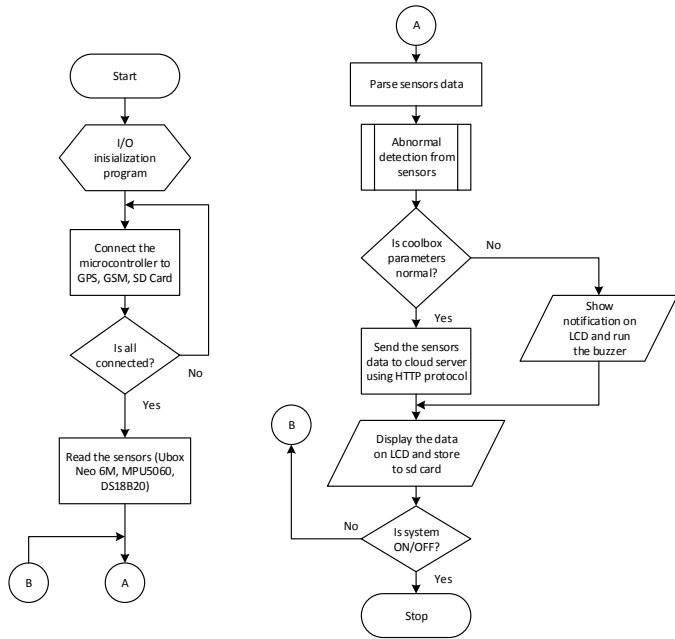 Start
I/O
inisialization
program
Connect the
microcontroller to
GPS, GSM, SD Card
Is all
connected?
No
Yes
Read the sensors (Ubox
Neo 6M, MPU5060,
DS18B20)
B
A
A
Parse sensors data
Abnormal
detection from
sensors
Is coolbox
parameters
normal?
No
Yes
Show
notification on
LCD and run
the buzzer
Send the sensors
data to cloud server
using HTTP protocol
B
Display the data
on LCD and store
to sd card
No
Is system
ON/OFF?
Yes
Stop